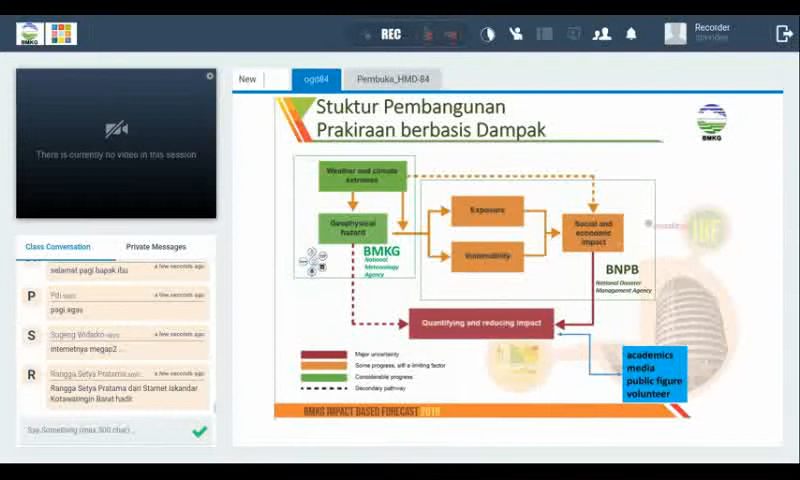 BMKG
REC
Recorder
New
ogd84
Pembuka_HMD-84
There is currently no video in this session
Class Conversation
Private Messages
selamat pagi bapak ibu
a few seconds ago
P
a few seconds ago
pagi agus
S
Sugeng Widarko says:
a few seconds ago
internetnya megap2 ...
R
Rangga Setya Pratama says:
a few seconds ago
Rangga Setya Pratama dari Stamet Iskandar
Kotawaringin Barat hadir
Say Something (max 500 char)...
Stuktur Pembangunan
Prakiraan berbasis Dampak
BMKG
Weather and climate
extremes
Geophysical
hazard
BMKG
National
Meteorology
Agency
Exposure
Vulnerability
Social and
economic
impact
IBF
BNPB
National Disaster
Management Agency
Quantifying and reducing impact
Major uncertainty
Some progress, still a limiting factor
Considerable progress
Secondary pathway
academics
media
public figure
volunteer
BMKG IMPACT BASED FORECAST 2018